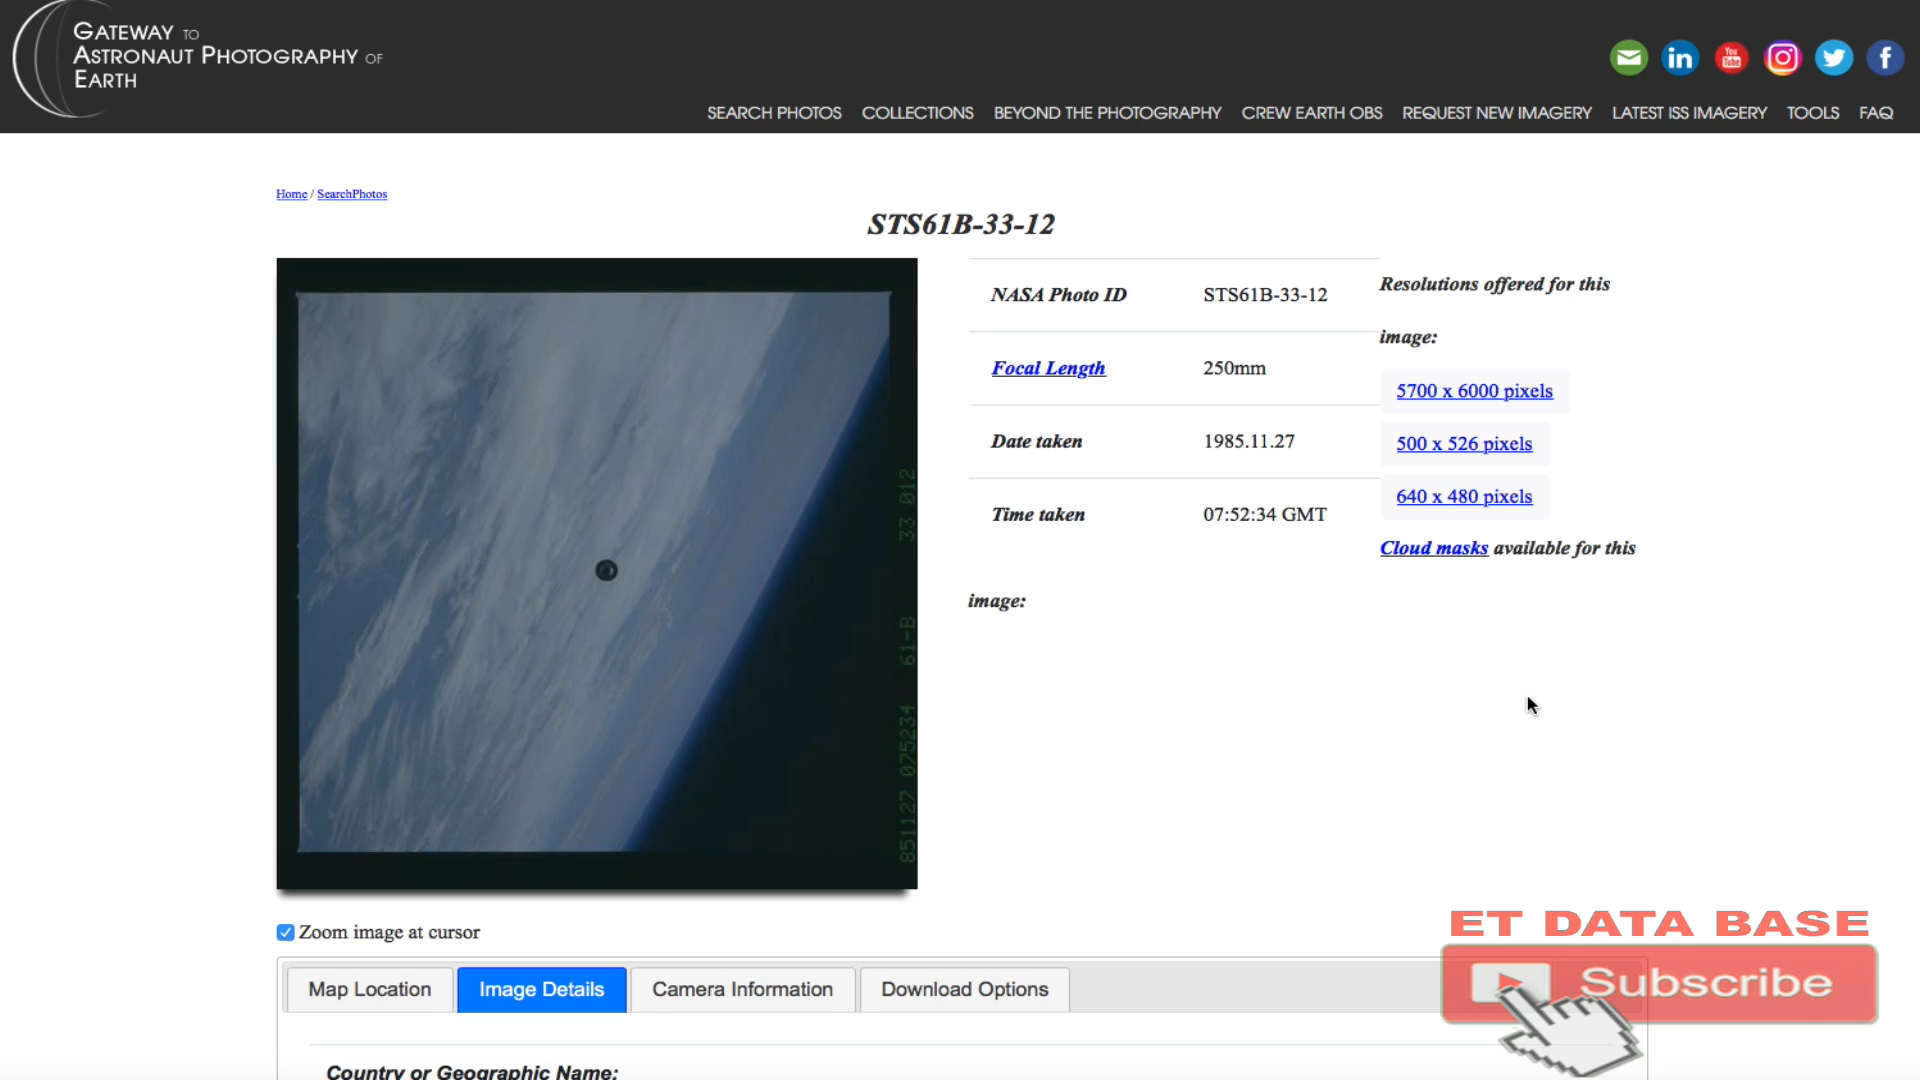 GATEWAY TO
ASTRONAUT PHOTOGRAPHY OF
EARTH
SEARCH PHOTOS COLLECTIONS BEYOND THE PHOTOGRAPHY CREW EARTH OBS REQUEST NEW IMAGERY LATEST ISS IMAGERY TOOLS FAQ
Home / SearchPhotos
STS61B-33-12
NASA Photo ID STS61B-33-12
Focal Length 250mm
Date taken 1985.11.27
Time taken 07:52:34 GMT
Resolutions offered for this
image:
5700 x 6000 pixels
500 x 526 pixels
640 x 480 pixels
Cloud masks available for this
image:
851127 075234 61-B 33 012
Zoom image at cursor
Map Location Image Details Camera Information Download Options
Country or Geographic Name:
ET DATA BASE
Subscribe
You
Tube